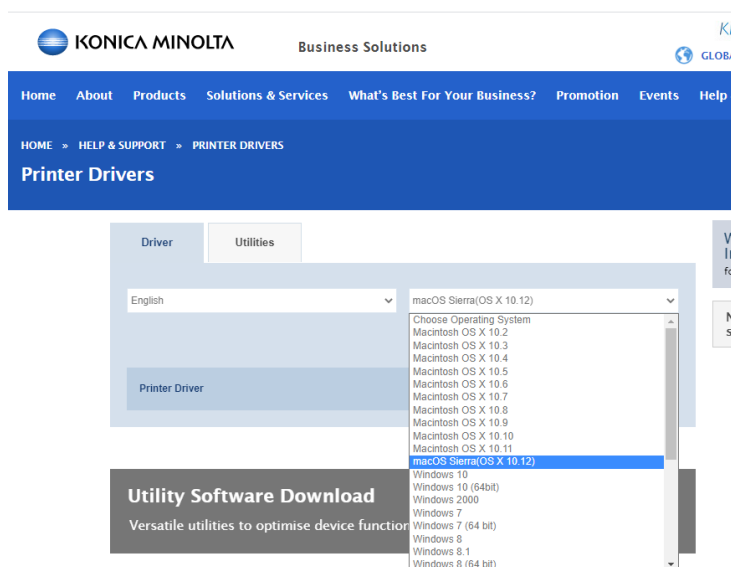 KONICA MINOLTA
Business Solutions
Home About Products Solutions & Services What's Best For Your Business? Promotion Events Help
HOME » HELP & SUPPORT » PRINTER DRIVERS
Printer Drivers
Driver Utilities
English
macOS Sierra(OS X 10.12)
Choose Operating System
Macintosh OS X 10.2
Macintosh OS X 10.3
Macintosh OS X 10.4
Macintosh OS X 10.5
Macintosh OS X 10.6
Macintosh OS X 10.7
Macintosh OS X 10.8
Macintosh OS X 10.9
Macintosh OS X 10.10
Macintosh OS X 10.11
macOS Sierra(OS X 10.12)
Windows 10
Windows 10 (64bit)
Windows 2000
Windows 7
Windows 7 (64 bit)
Windows 8
Windows 8.1
Windows 8 (64 bit)
Printer Driver
Utility Software Download
Versatile utilities to optimise device function